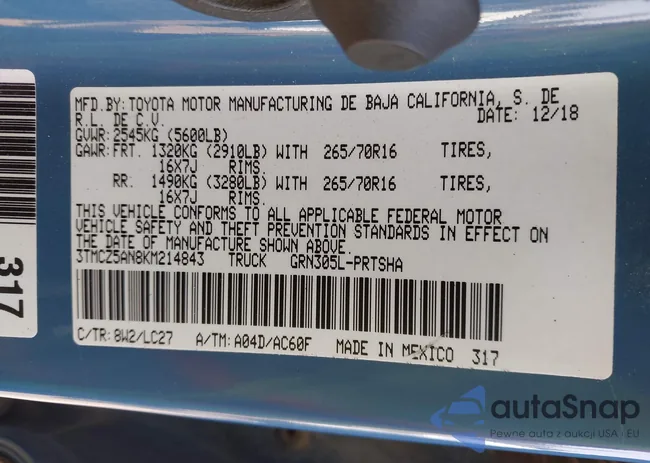 MFD.BY: TOYOTA MOTOR MANUFACTURING DE BAJA CALIFORNIA, S. DE
R.L. DE C.V. DATE: 12/18
GVWR: 2545KG (5600LB)
GAWR: FRT. 1320KG (2910LB) WITH 265/70R16 TIRES,
16X7J RIMS.
RR. 1490KG (3280LB) WITH 265/70R16 TIRES,
16X7J RIMS.
THIS VEHICLE CONFORMS TO ALL APPLICABLE FEDERAL MOTOR
VEHICLE SAFETY AND THEFT PREVENTION STANDARDS IN EFFECT ON
THE DATE OF MANUFACTURE SHOWN ABOVE.
3TMCZ5AN8KM214843 TRUCK GRN305L-PRTSHA
C/TR: 8W2/LC27 A/TM: A04D/AC60F MADE IN MEXICO 317
317
autaSnap
Pewne auta z aukcji USA · EU